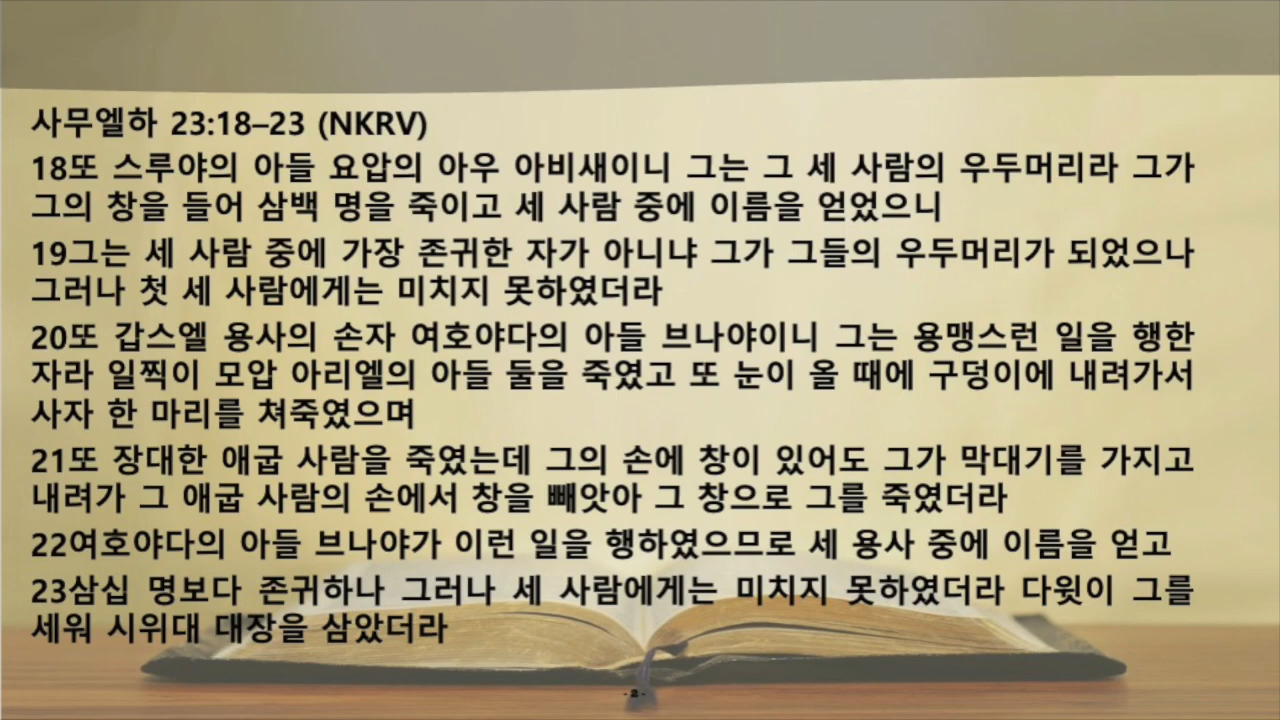 사무엘하 23:18–23 (NKRV)
18또 스루야의 아들 요압의 아우 아비새이니 그는 그 세 사람의 우두머리라 그가
그의 창을 들어 삼백 명을 죽이고 세 사람 중에 이름을 얻었으니
19그는 세 사람 중에 가장 존귀한 자가 아니냐 그가 그들의 우두머리가 되었으나
그러나 첫 세 사람에게는 미치지 못하였더라
20또 갑스엘 용사의 손자 여호야다의 아들 브나야이니 그는 용맹스런 일을 행한
자라 일찍이 모압 아리엘의 아들 둘을 죽였고 또 눈이 올 때에 구덩이에 내려가서
사자 한 마리를 쳐죽였으며
21또 장대한 애굽 사람을 죽였는데 그의 손에 창이 있어도 그가 막대기를 가지고
내려가 그 애굽 사람의 손에서 창을 빼앗아 그 창으로 그를 죽였더라
22여호야다의 아들 브나야가 이런 일을 행하였으므로 세 용사 중에 이름을 얻고
23삼십 명보다 존귀하나 그러나 세 사람에게는 미치지 못하였더라 다윗이 그를
세워 시위대 대장을 삼았더라
- 2 -